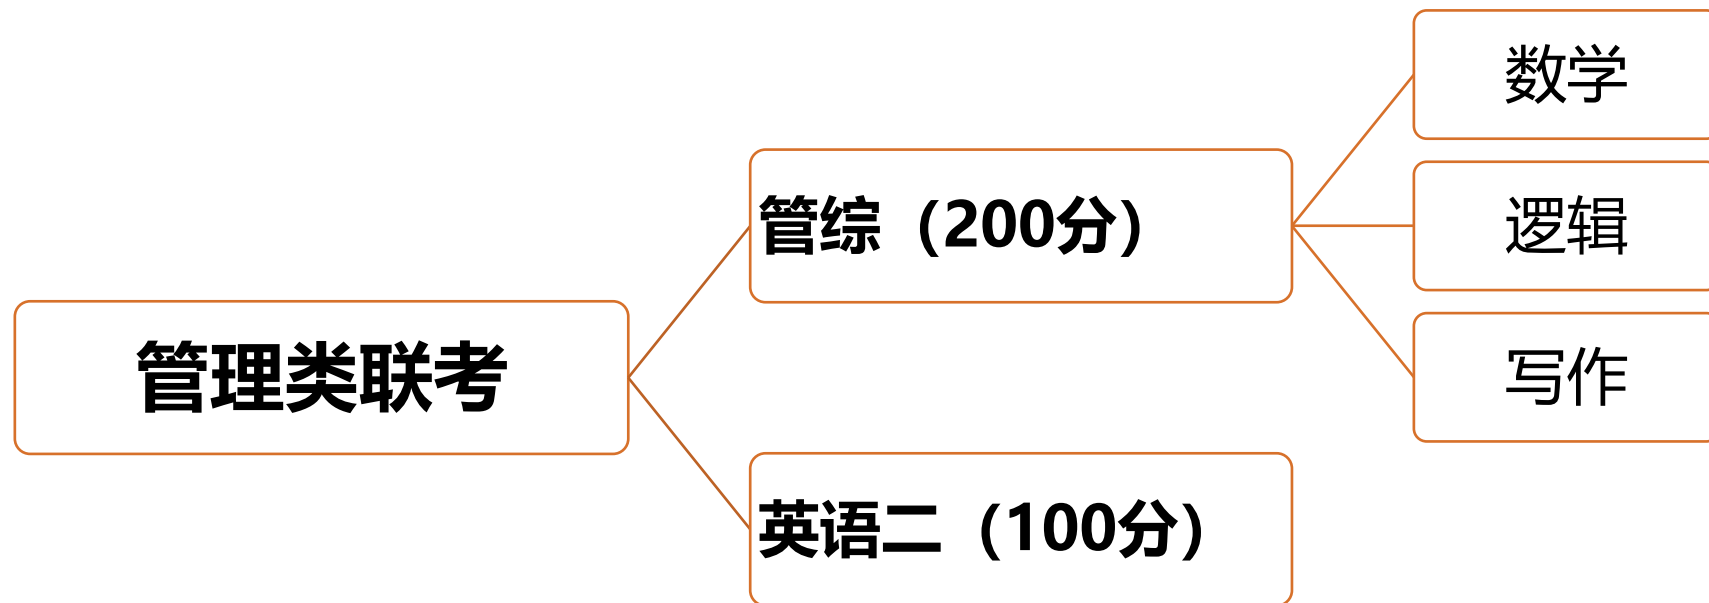 管理类联考
管综（200分）
数学
逻辑
写作
英语二（100分）